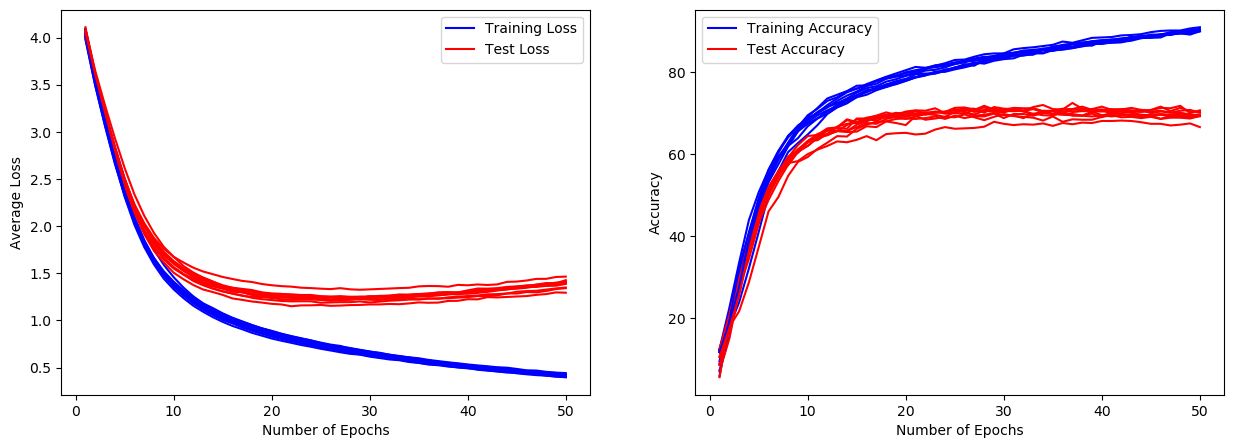 4.0
3.5
3.0
2.5
2.0
1.5
1.0
0.5
Average Loss
0 10 20 30 40 50
Number of Epochs
Training Loss
Test Loss
80
60
40
20
Accuracy
0 10 20 30 40 50
Number of Epochs
Training Accuracy
Test Accuracy